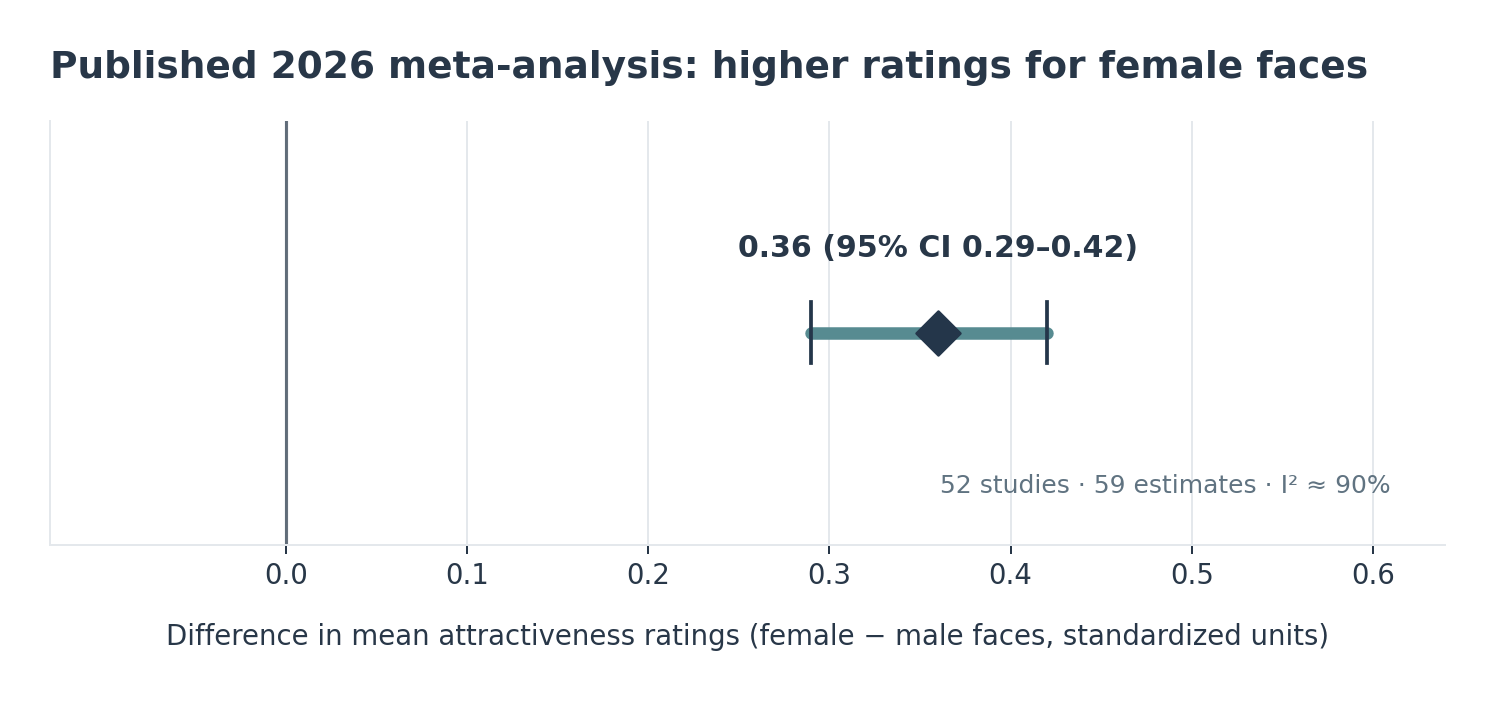 Published 2026 meta-analysis: higher ratings for female faces
0.36 (95% CI 0.29–0.42)
52 studies · 59 estimates · I² ≈ 90%
0.0 0.1 0.2 0.3 0.4 0.5 0.6
Difference in mean attractiveness ratings (female − male faces, standardized units)